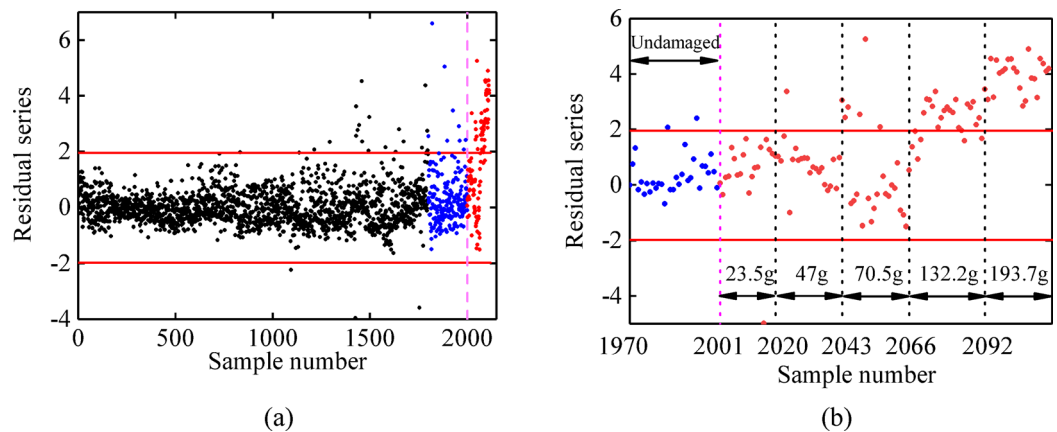 6
4
2
0
-2
-4
Residual series
0 500 1000 1500 2000
Sample number
(a)
6
4
2
0
-2
-4
Residual series
Undamaged
23.5g 47g 70.5g 132.2g 193.7g
1970 2001 2020 2043 2066 2092
Sample number
(b)